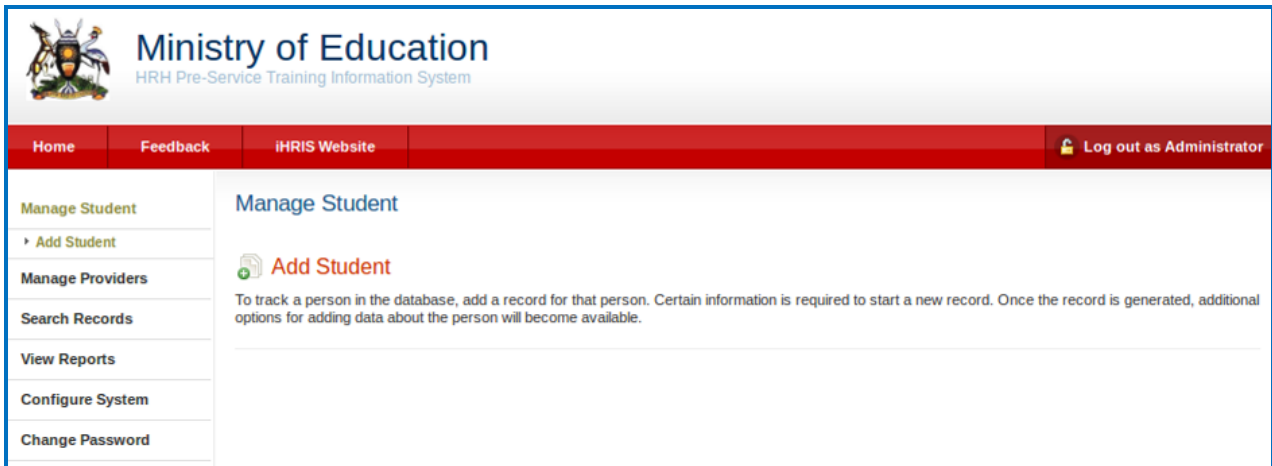 Ministry of Education
HRH Pre-Service Training Information System
Home
Feedback
iHRIS Website
Log out as Administrator
Manage Student
Add Student
Manage Providers
Search Records
View Reports
Configure System
Change Password
Manage Student
Add Student
To track a person in the database, add a record for that person. Certain information is required to start a new record. Once the record is generated, additional
options for adding data about the person will become available.